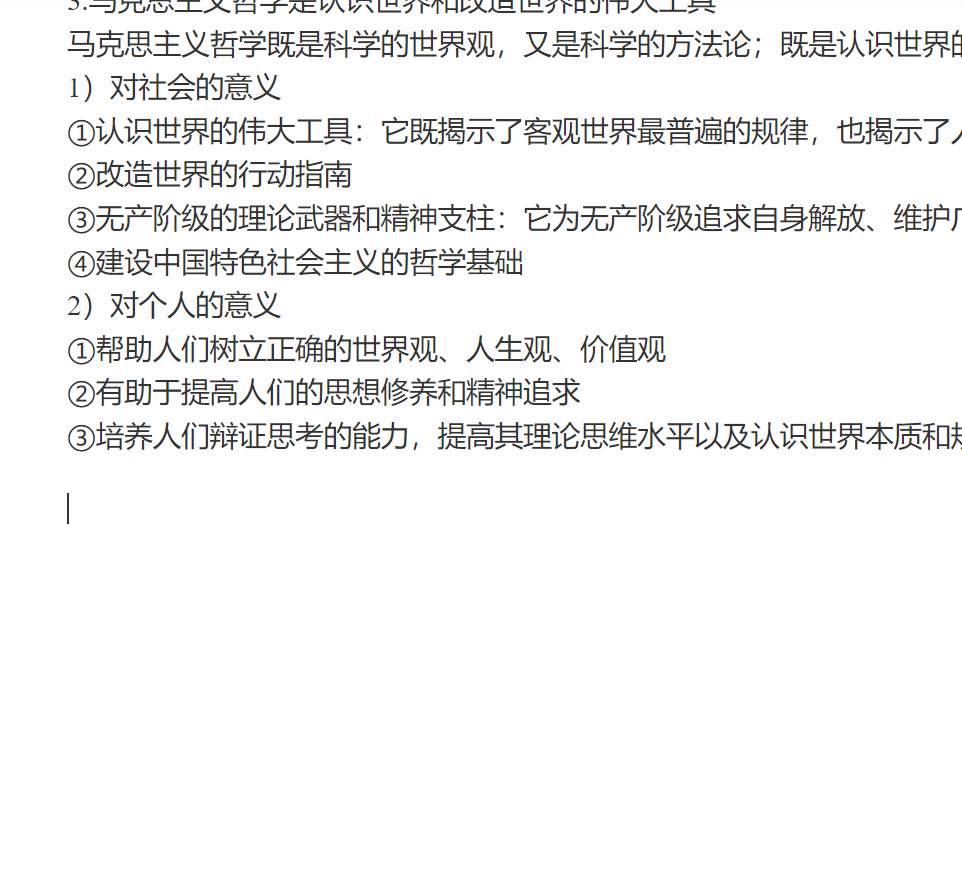 3.马克思主义哲学是认识世界和改造世界的伟大工具
马克思主义哲学既是科学的世界观，又是科学的方法论；既是认识世界的
1）对社会的意义
①认识世界的伟大工具：它既揭示了客观世界最普遍的规律，也揭示了人
②改造世界的行动指南
③无产阶级的理论武器和精神支柱：它为无产阶级追求自身解放、维护广
④建设中国特色社会主义的哲学基础
2）对个人的意义
①帮助人们树立正确的世界观、人生观、价值观
②有助于提高人们的思想修养和精神追求
③培养人们辩证思考的能力，提高其理论思维水平以及认识世界本质和规